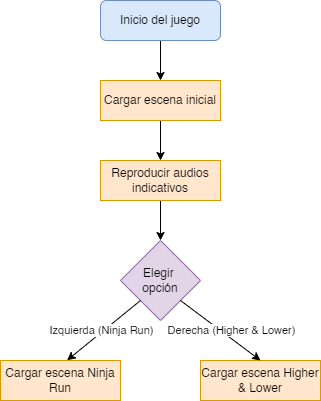 Inicio del juego
Cargar escena inicial
Reproducir audios
indicativos
Elegir
opción
Izquierda (Ninja Run)
Derecha (Higher & Lower)
Cargar escena Ninja
Run
Cargar escena Higher
& Lower